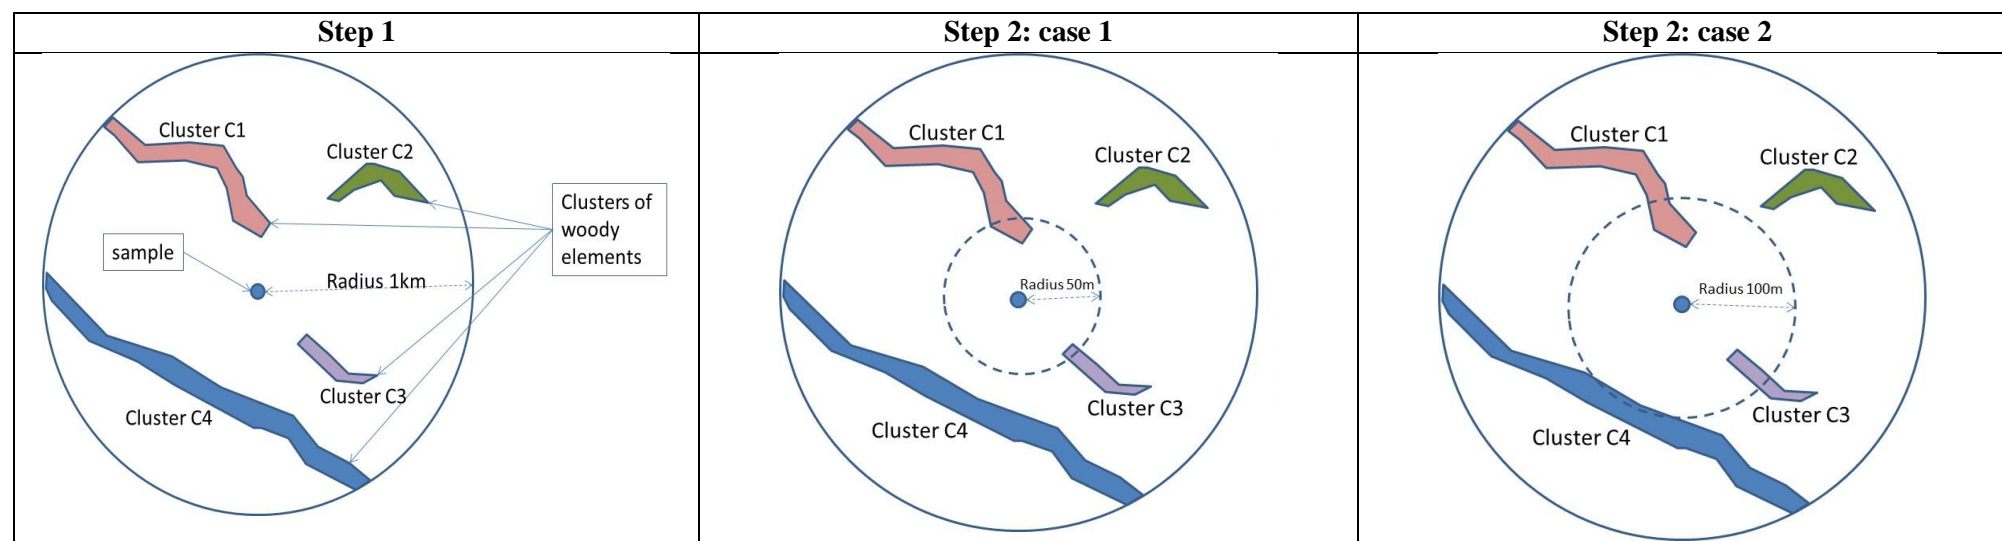 Step 1
Step 2: case 1
Step 2: case 2
Cluster C1
Cluster C2
Clusters of
woody
elements
sample
Radius 1km
Cluster C3
Cluster C4
Cluster C1
Cluster C2
Radius 50m
Cluster C3
Cluster C4
Cluster C1
Cluster C2
Radius 100m
Cluster C3
Cluster C4